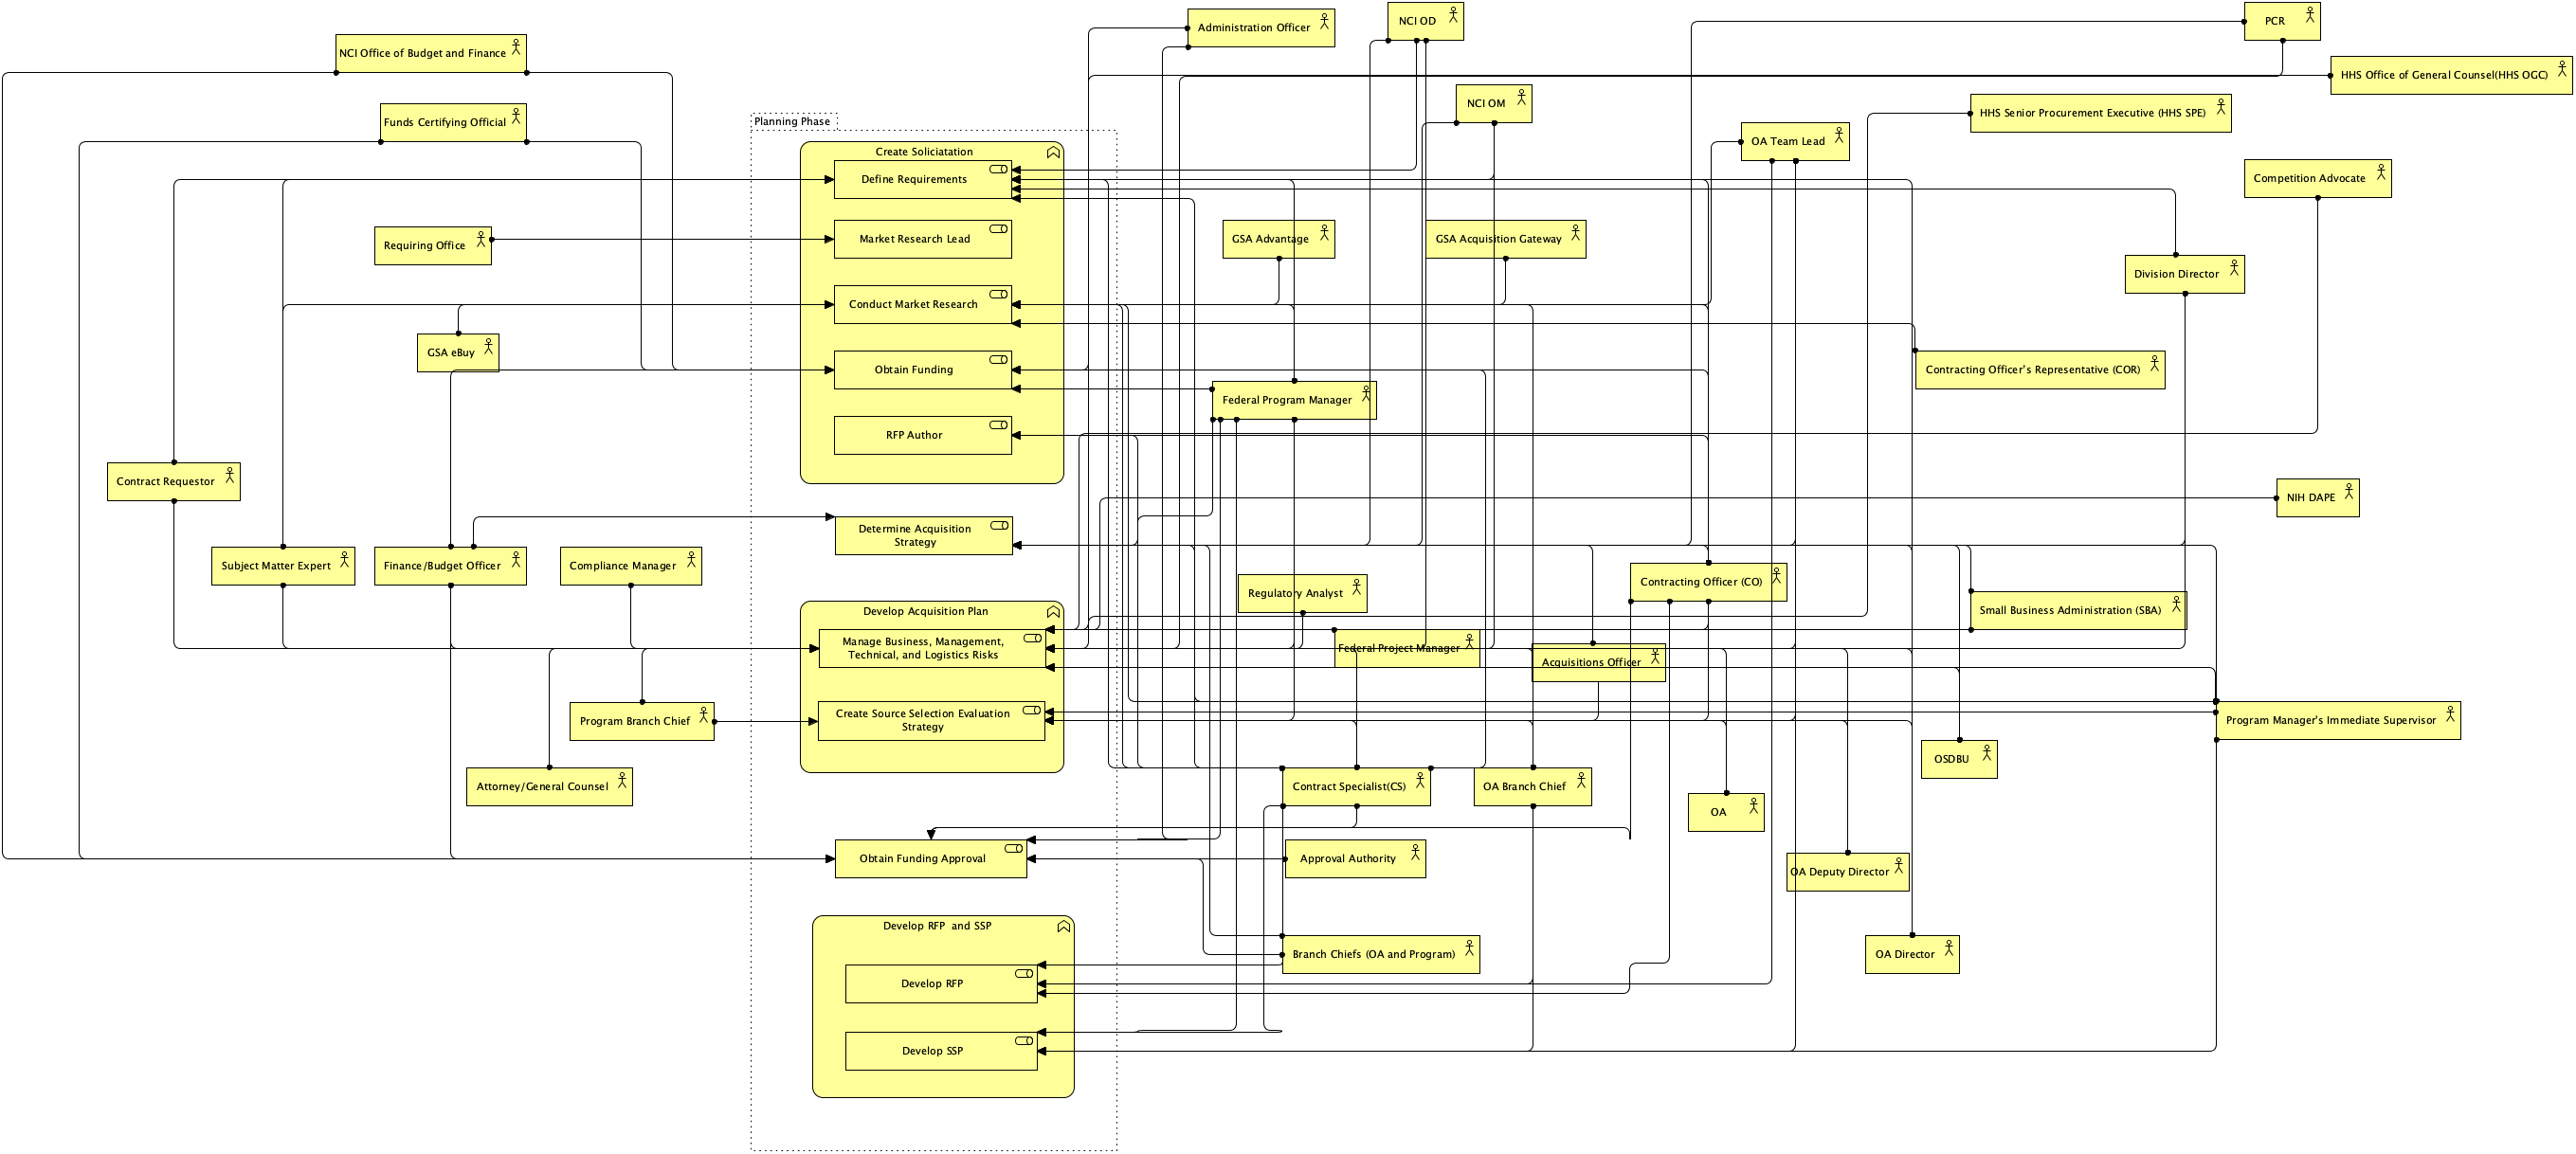 Administration Officer
NCI OD
PCR
NCI Office of Budget and Finance
HHS Office of General Counsel(HHS OGC)
NCI OM
HHS Senior Procurement Executive (HHS SPE)
Funds Certifying Official
Planning Phase
OA Team Lead
Create Soliciatation
Define Requirements
Competition Advocate
Requiring Office
Market Research Lead
GSA Advantage
GSA Acquisition Gateway
Division Director
Conduct Market Research
GSA eBuy
Obtain Funding
Contracting Officer's Representative (COR)
Federal Program Manager
RFP Author
Contract Requestor
NIH DAPE
Determine Acquisition
Strategy
Subject Matter Expert
Finance/Budget Officer
Compliance Manager
Contracting Officer (CO)
Regulatory Analyst
Small Business Administration (SBA)
Develop Acquisition Plan
Manage Business, Management,
Technical, and Logistics Risks
Federal Project Manager
Acquisitions Officer
Program Branch Chief
Create Source Selection Evaluation
Strategy
Program Manager's Immediate Supervisor
OSDBU
Attorney/General Counsel
Contract Specialist(CS)
OA Branch Chief
OA
Obtain Funding Approval
Approval Authority
OA Deputy Director
Develop RFP  and SSP
Branch Chiefs (OA and Program)
OA Director
Develop RFP
Develop SSP